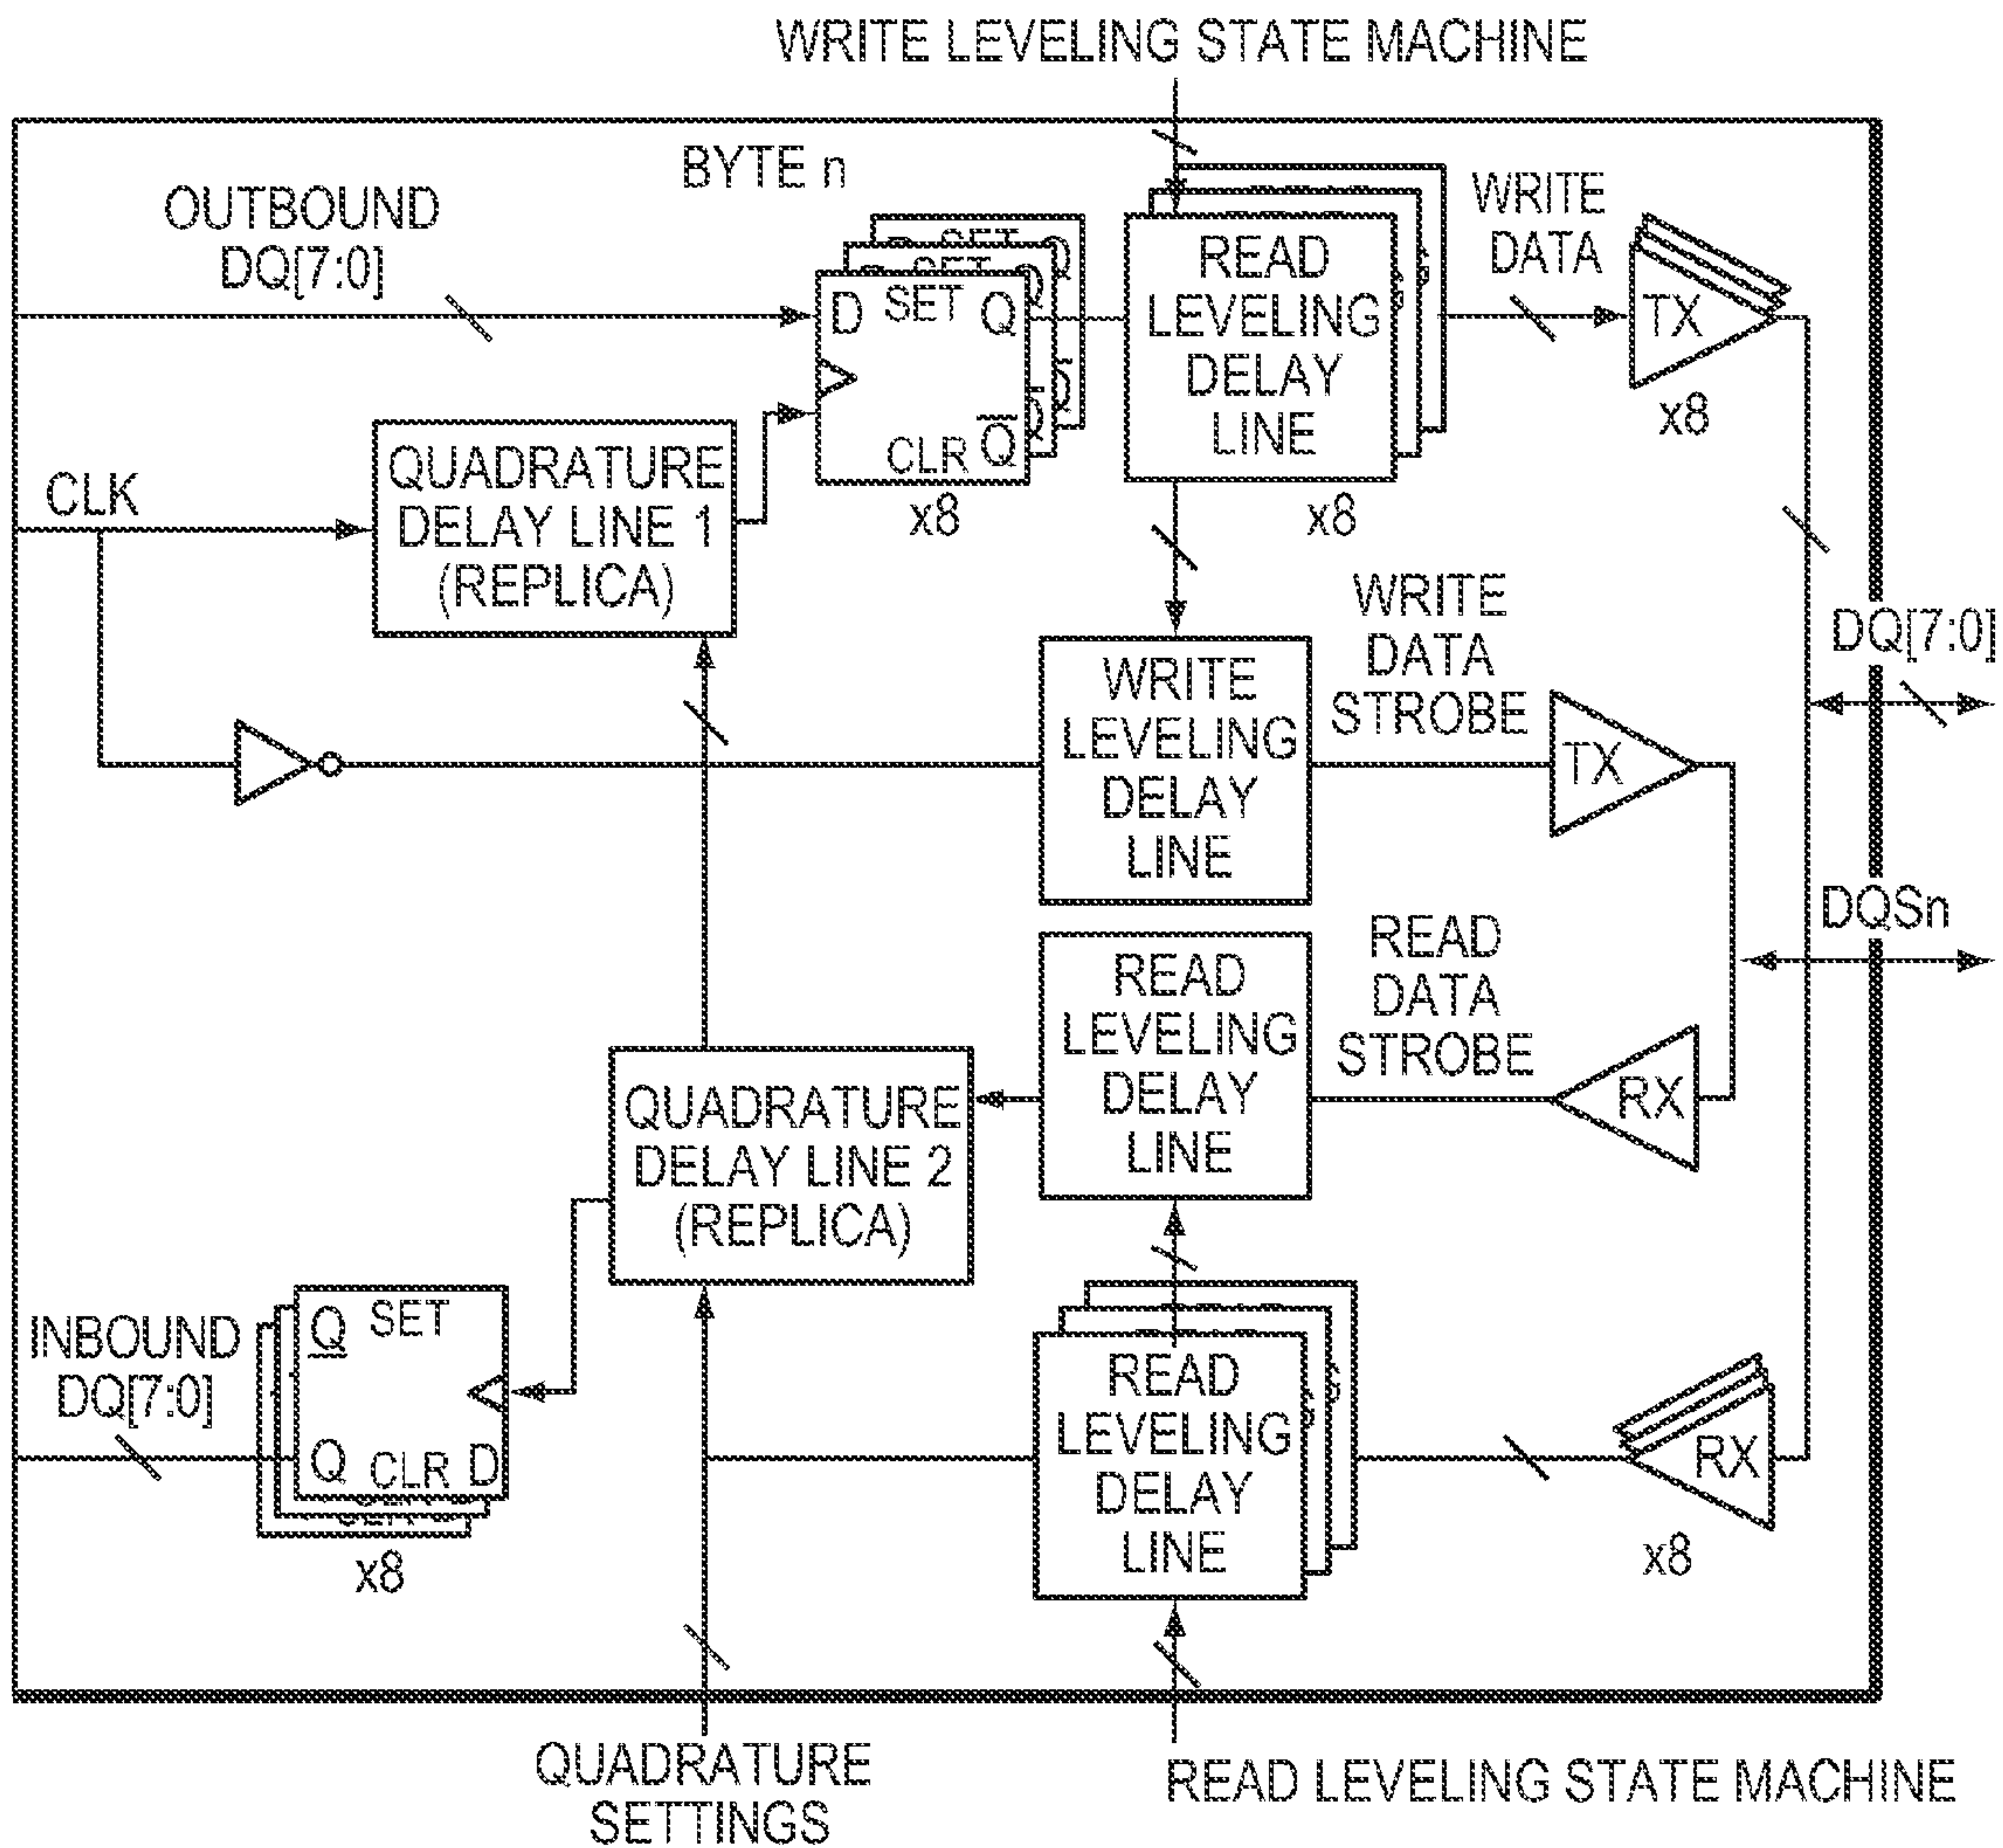 WRITE LEVELING STATE MACHINE
BYTE n
OUTBOUND
DQ[7:0]
D SET Q
CLR Q
x8
READ
LEVELING
DELAY
LINE
x8
WRITE
DATA
TX
x8
CLK
QUADRATURE
DELAY LINE 1
(REPLICA)
DQ[7:0]
WRITE
LEVELING
DELAY
LINE
WRITE
DATA
STROBE
TX
DQSn
READ
LEVELING
DELAY
LINE
READ
DATA
STROBE
RX
QUADRATURE
DELAY LINE 2
(REPLICA)
INBOUND
DQ[7:0]
Q SET
Q CLR D
x8
READ
LEVELING
DELAY
LINE
RX
x8
QUADRATURE
SETTINGS
READ LEVELING STATE MACHINE